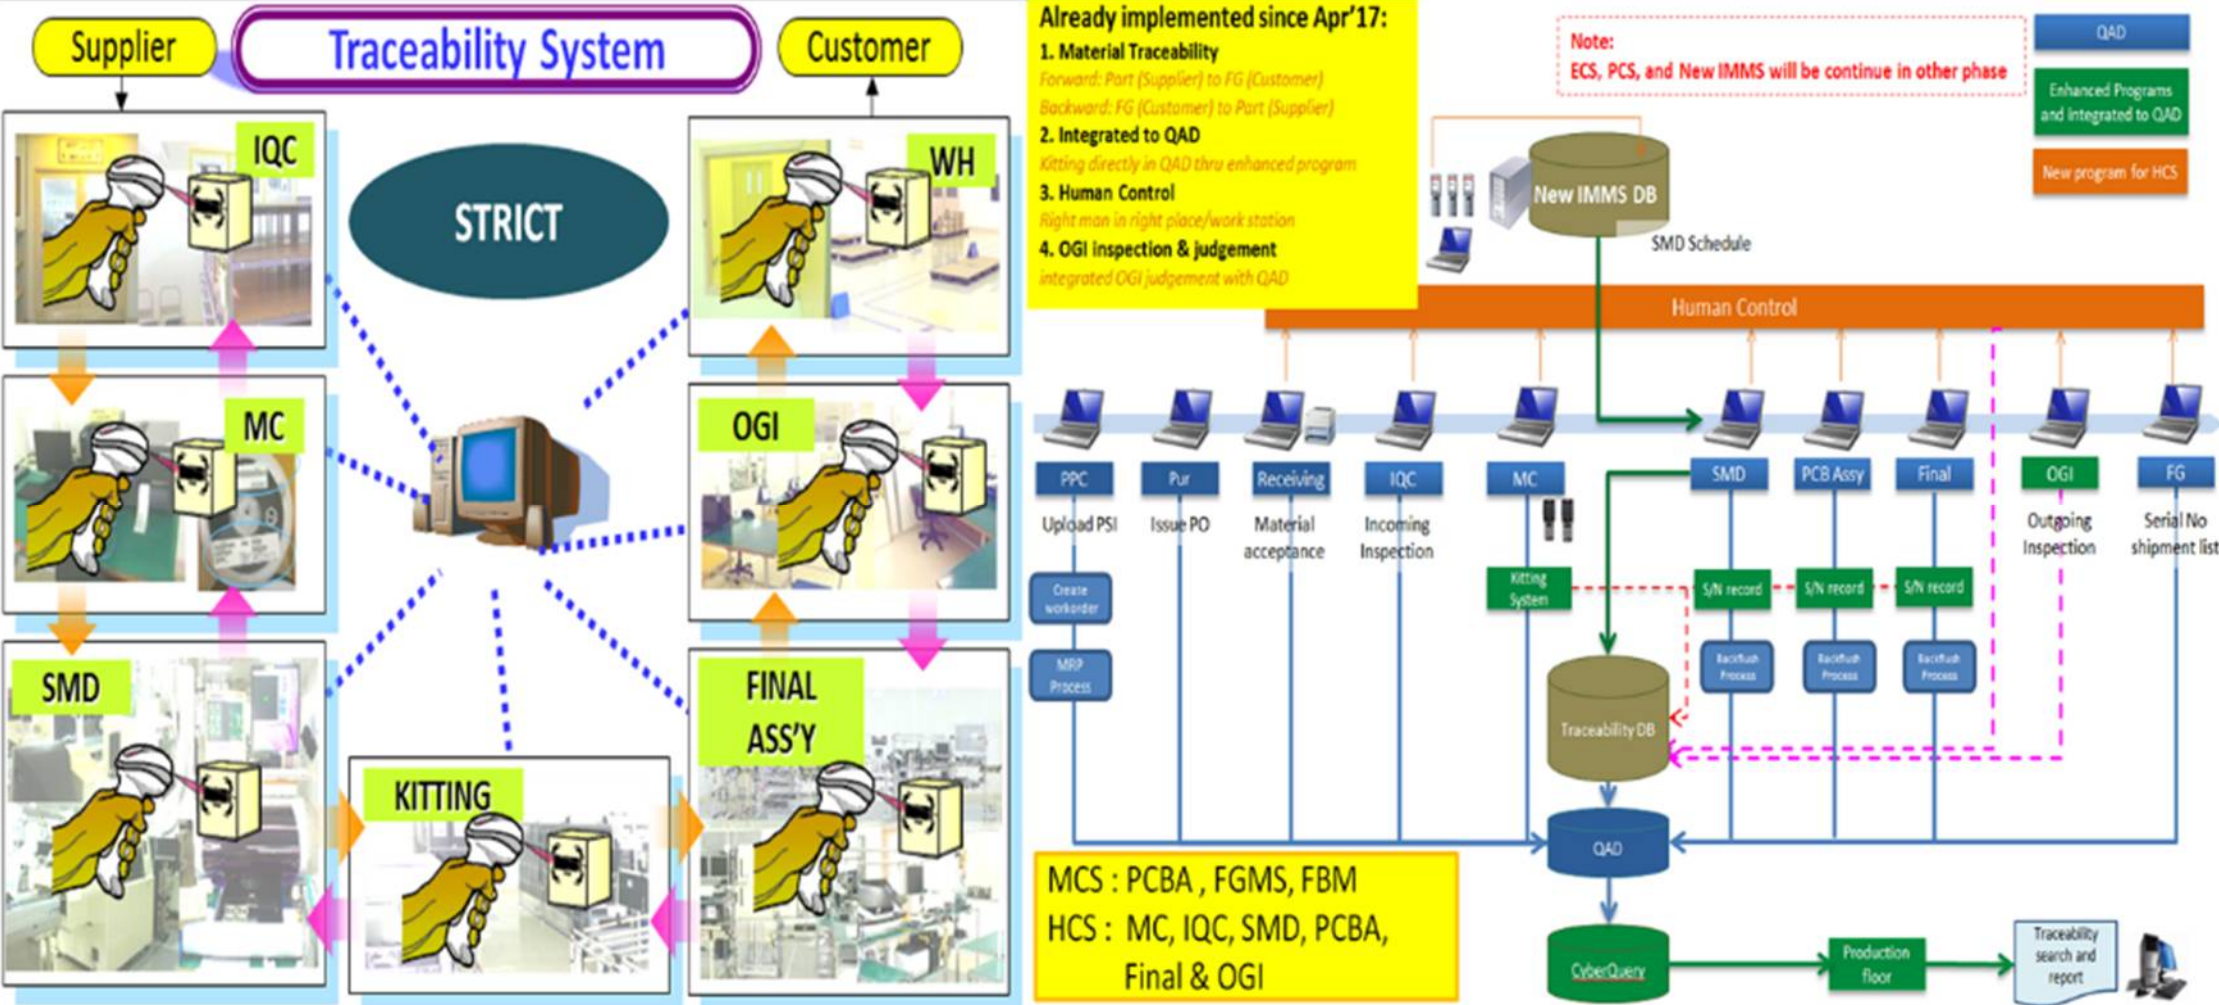 Supplier
Traceability System
Customer
IQC
STRICT
WH
MC
OGI
SMD
KITTING
FINAL
ASS'Y
Already implemented since Apr'17:
1. Material Traceability
Forward: Part (Supplier) to FG (Customer)
Backward: FG (Customer) to Part (Supplier)
2. Integrated to QAD
Kitting directly in QAD thru enhanced program
3. Human Control
Right man in right place/work station
4. OGI inspection & judgement
integrated OGI judgement with QAD
Note:
ECS, PCS, and New IMMS will be continue in other phase
QAD
Enhanced Programs
and integrated to QAD
New program for HCS
New IMMS DB
SMD Schedule
Human Control
PPC
Pur
Receiving
IQC
MC
SMD
PCB Assy
Final
OGI
FG
Upload PSI
Issue PO
Material
acceptance
Incoming
Inspection
Outgoing
Inspection
Serial No
shipment list
Create
workorder
MRP
Process
Kitting
System
S/N record
S/N record
S/N record
Backflush
Process
Backflush
Process
Backflush
Process
Traceability DB
QAD
CyberQuery
Production
floor
Traceability
search and
report
MCS : PCBA , FGMS, FBM
HCS : MC, IQC, SMD, PCBA,
Final & OGI